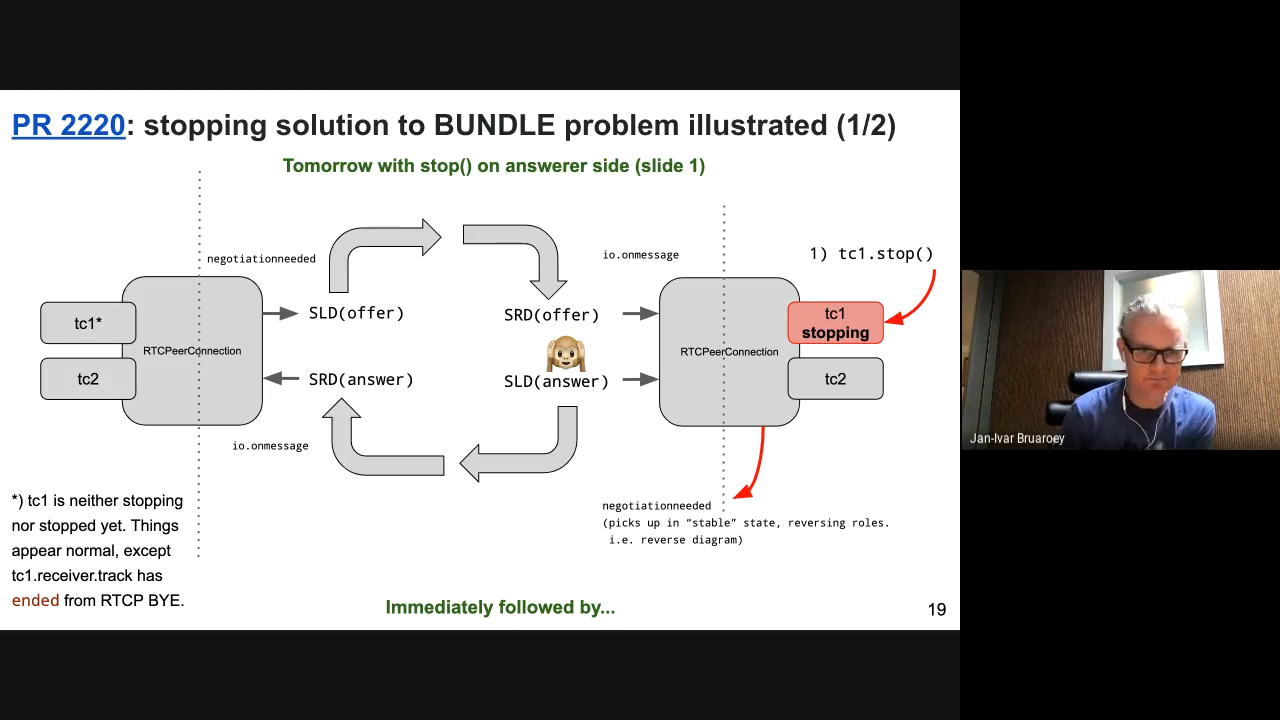 PR 2220: stopping solution to BUNDLE problem illustrated (1/2)
Tomorrow with stop() on answerer side (slide 1)
negotiationneeded
io.onmessage
1) tc1.stop()
tc1*
tc2
RTCPeerConnection
SLD(offer)
SRD(answer)
SRD(offer)
SLD(answer)
RTCPeerConnection
tc1
stopping
tc2
io.onmessage
negotiationneeded
(picks up in “stable” state, reversing roles.
i.e. reverse diagram)
*) tc1 is neither stopping
nor stopped yet. Things
appear normal, except
tc1.receiver.track has
ended from RTCP BYE.
Immediately followed by...
19
Jan-Ivar Bruaroey